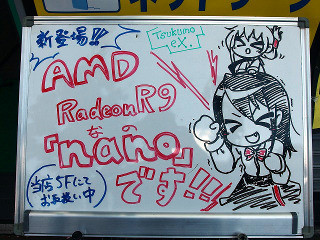 新登場!!
Tsukumo
eX.
AMD
Radeon R9
なの
「nano」
です!!!
当店5Fにて
お取扱い中